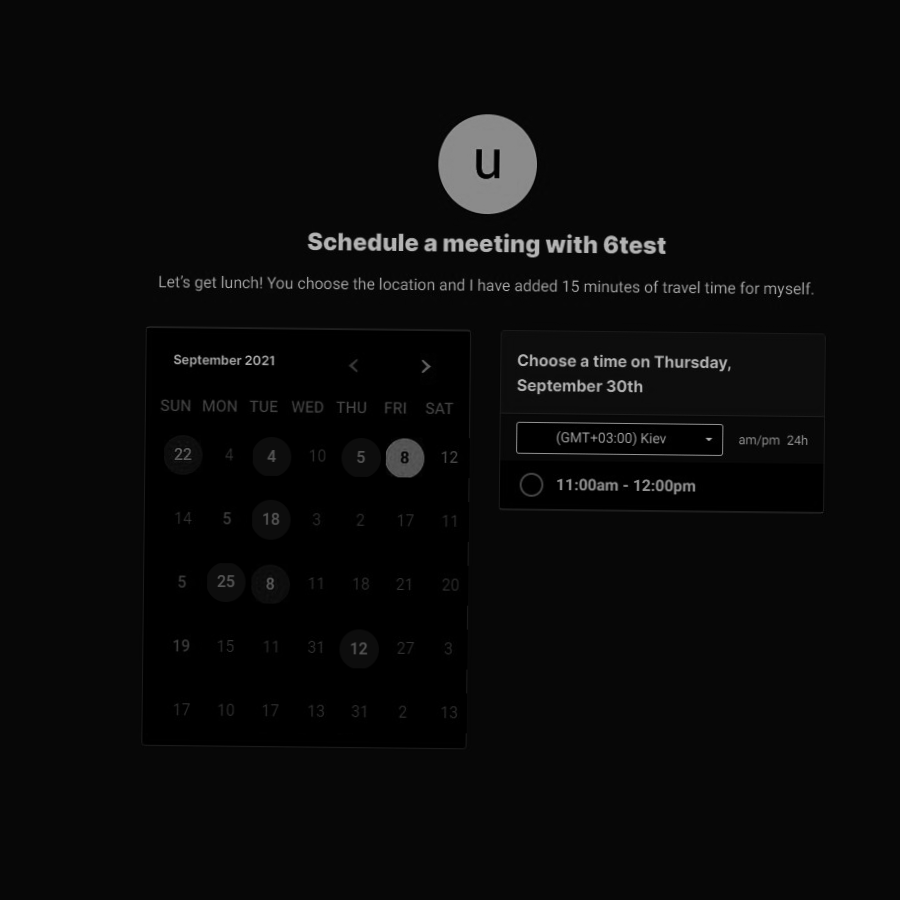 u
Schedule a meeting with 6test
Let's get lunch! You choose the location and I have added 15 minutes of travel time for myself.
September 2021
SUN MON TUE WED THU FRI SAT
22 4 4 10 5 8 12
14 5 18 3 2 17 11
5 25 8 11 18 21 20
19 15 11 31 12 27 3
17 10 17 13 31 2 13
Choose a time on Thursday,
September 30th
(GMT+03:00) Kiev am/pm 24h
11:00am - 12:00pm